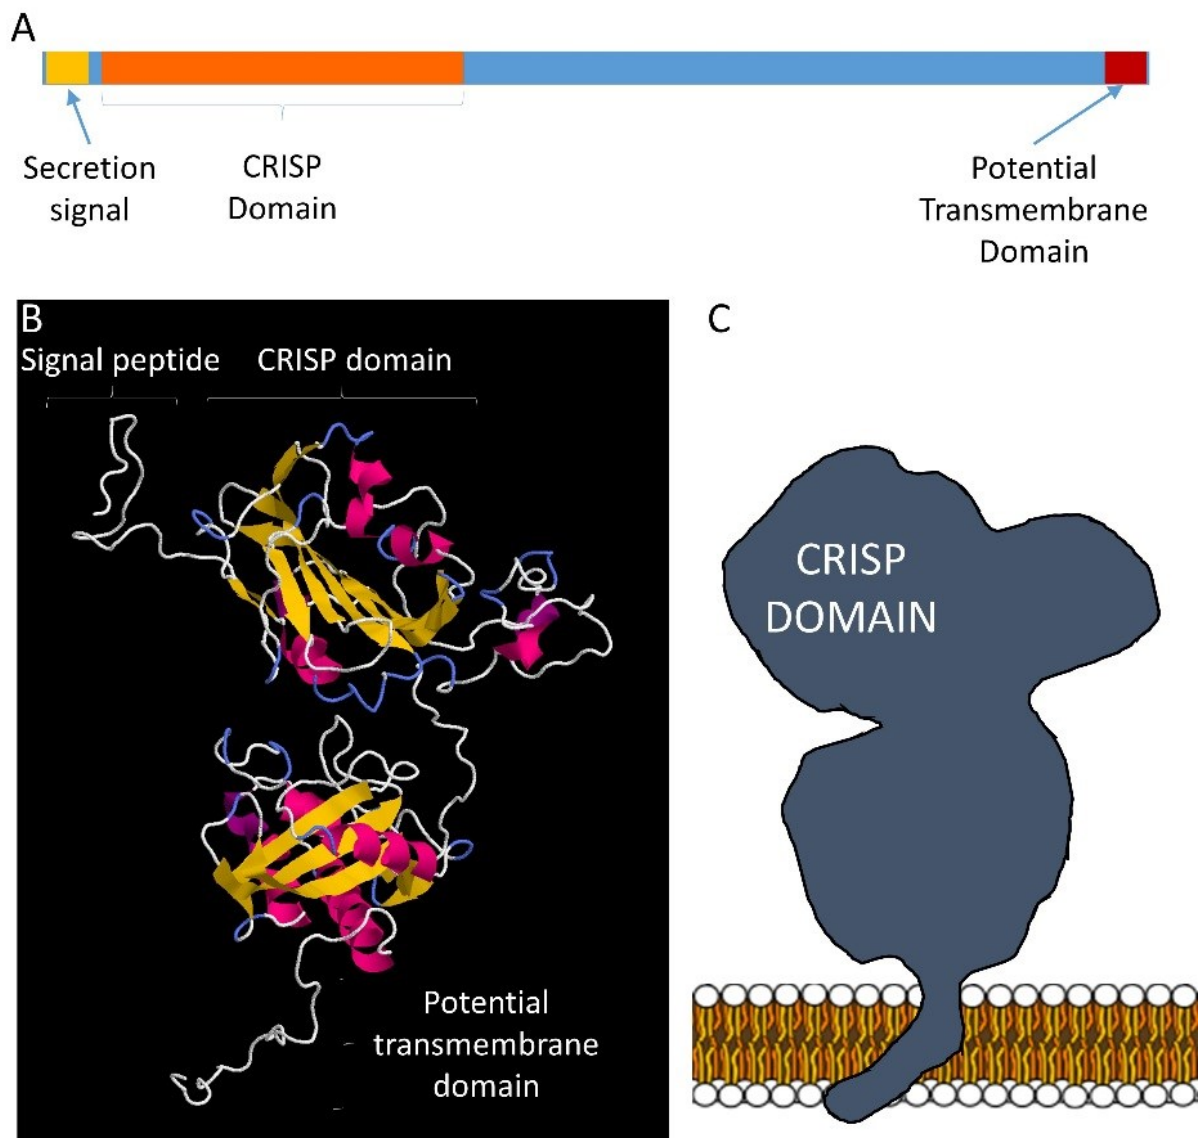 A
Secretion
signal
CRISP
Domain
Potential
Transmembrane
Domain
B
Signal peptide
CRISP domain
Potential
transmembrane
domain
C
CRISP
DOMAIN